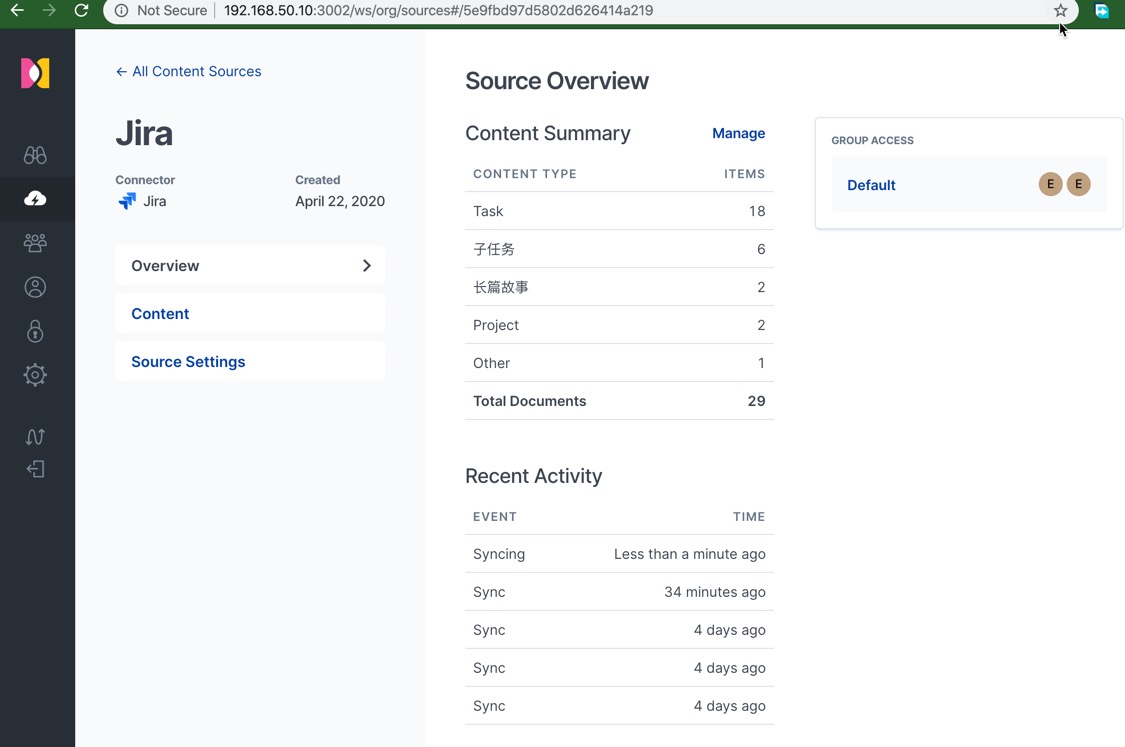 Not Secure 192.168.50.10:3002/ws/org/sources#/5e9fbd97d5802d626414a219
← All Content Sources
Jira
Connector Created
Jira April 22, 2020
Overview
Content
Source Settings
Source Overview
Content Summary Manage
CONTENT TYPE ITEMS
Task 18
子任务 6
长篇故事 2
Project 2
Other 1
Total Documents 29
Recent Activity
EVENT TIME
Syncing Less than a minute ago
Sync 34 minutes ago
Sync 4 days ago
Sync 4 days ago
Sync 4 days ago
GROUP ACCESS
Default E E